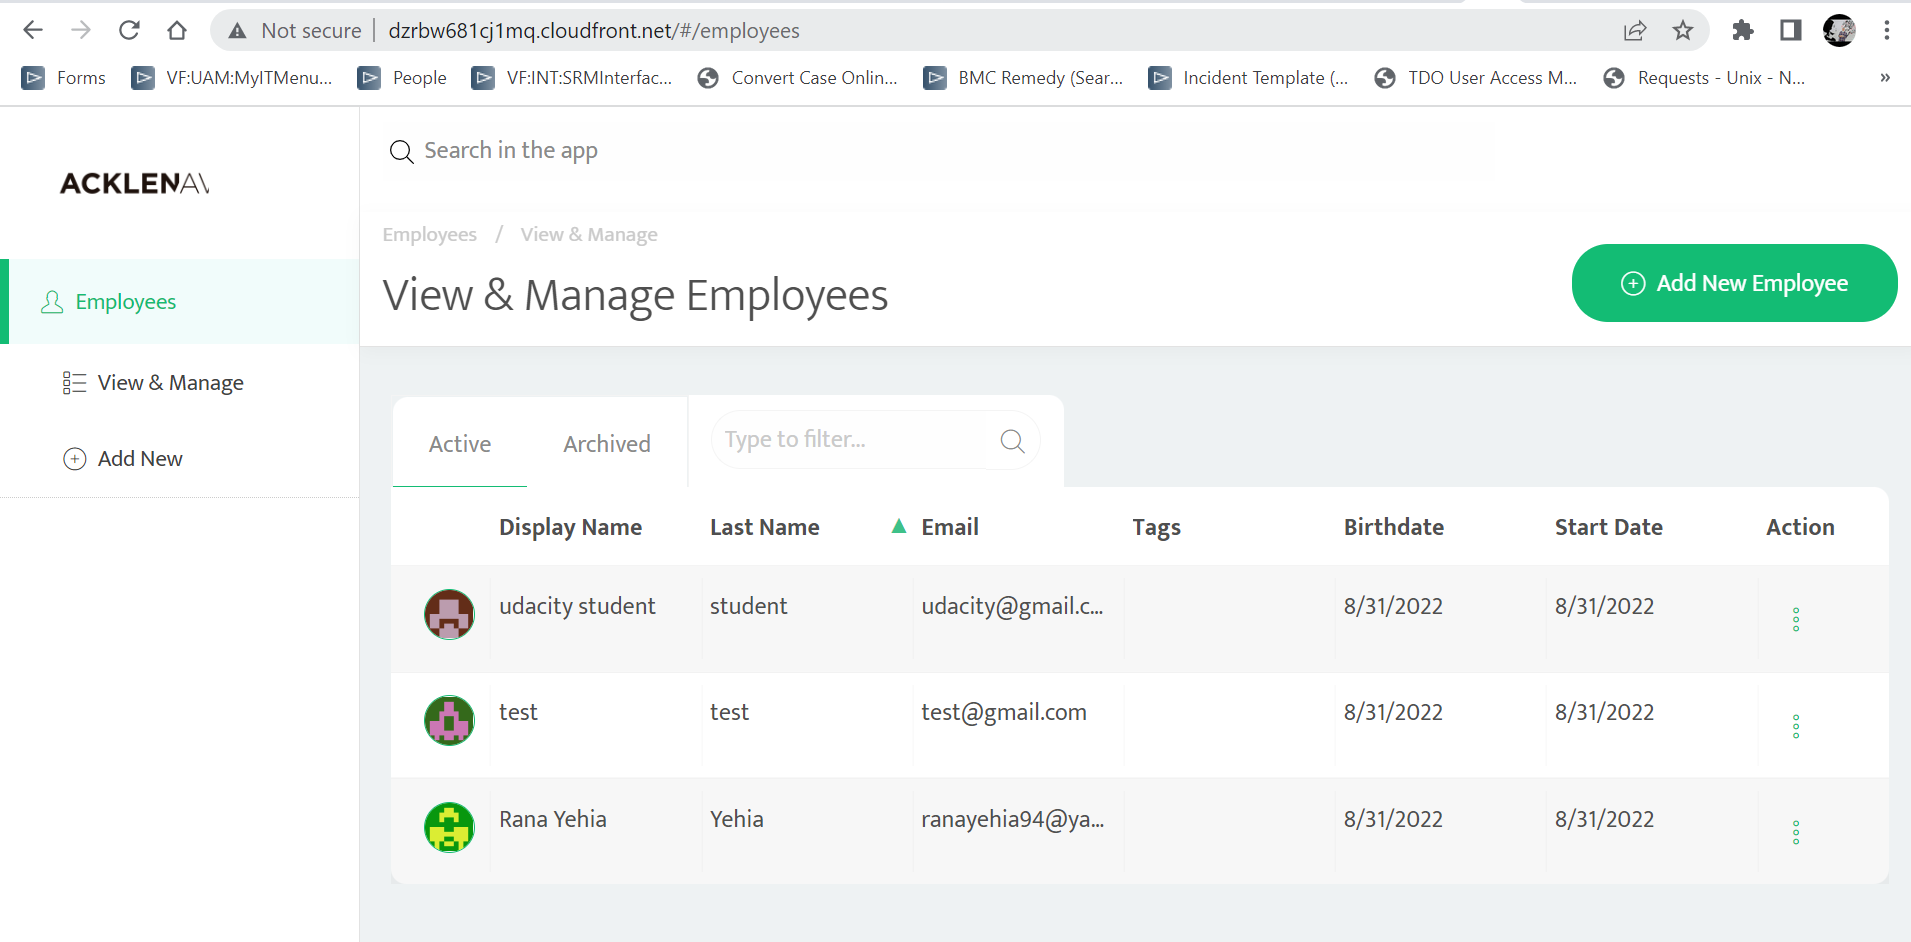 Not secure | dzrbw681cj1mq.cloudfront.net/#/employees
Forms VF:UAM:MyITMenu... People VF:INT:SRMInterfac... Convert Case Onlin... BMC Remedy (Sear... Incident Template (... TDO User Access M... Requests - Unix - N... »
Search in the app
ACKLENAV
Employees / View & Manage
View & Manage Employees
Add New Employee
Employees
View & Manage
Add New
Active Archived Type to filter...
Display Name Last Name ▲ Email Tags Birthdate Start Date Action
udacity student student udacity@gmail.c... 8/31/2022 8/31/2022
test test test@gmail.com 8/31/2022 8/31/2022
Rana Yehia Yehia ranayehia94@ya... 8/31/2022 8/31/2022